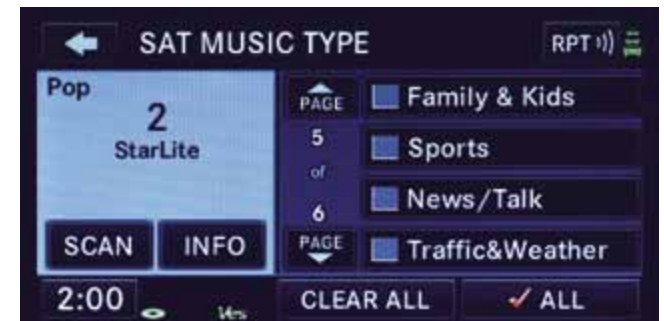 SAT MUSIC TYPE
RPT
Pop
2
StarLite
SCAN
INFO
PAGE
5
of
6
PAGE
Family & Kids
Sports
News/Talk
Traffic&Weather
2:00
CLEAR ALL
ALL